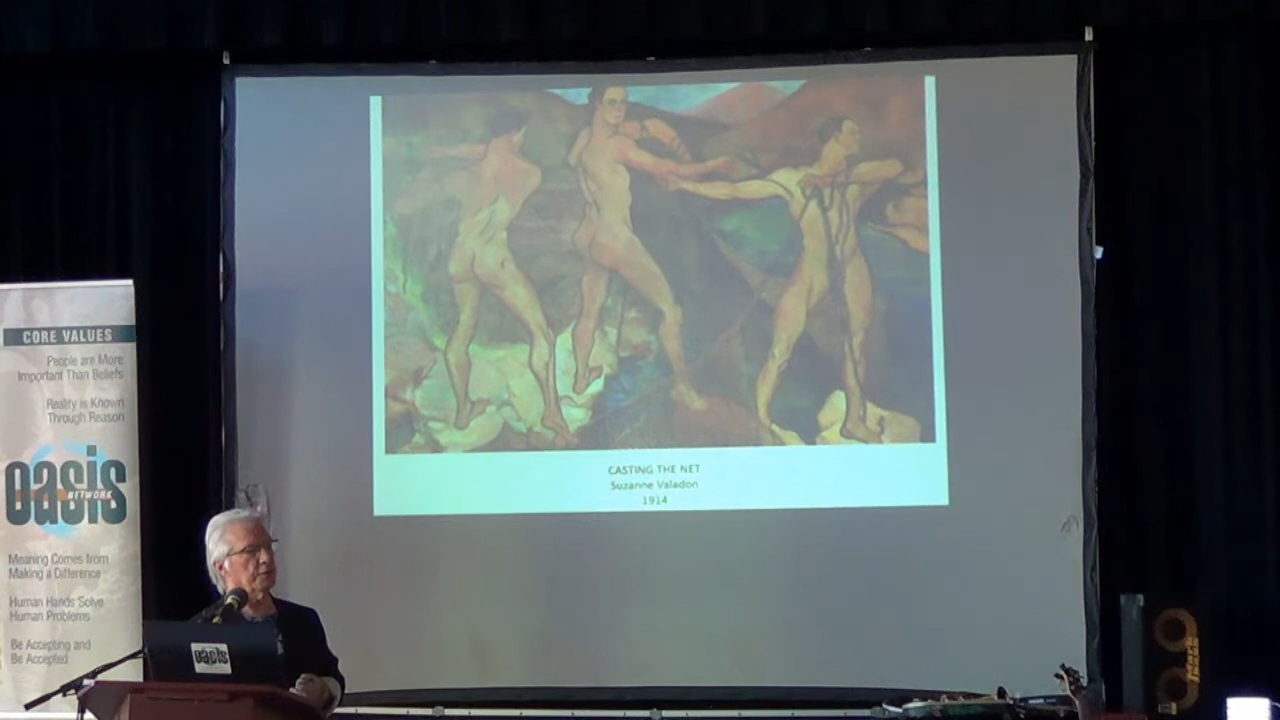 CORE VALUES
People are More
Important Than Beliefs
Reality is Known
Through Reason
oasis
NETWORK
Meaning Comes from
Making a Difference
Human Hands Solve
Human Problems
Be Accepting and
Be Accepted
oasis
CASTING THE NET
Suzanne Valadon
1914